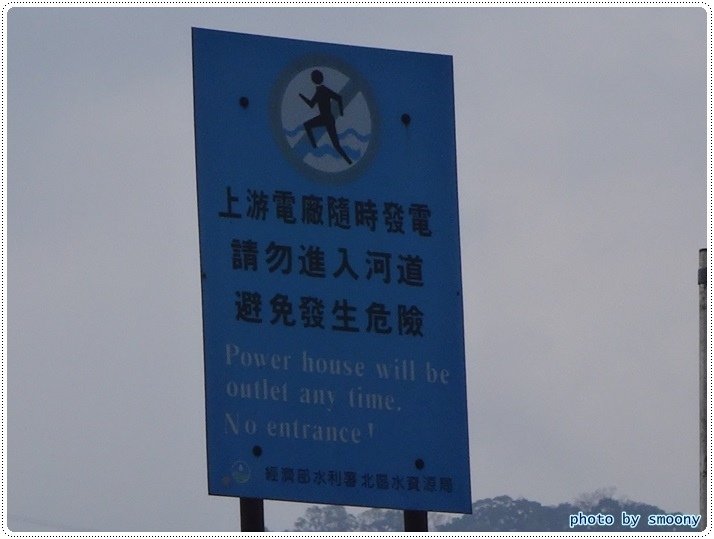 上游電廠隨時發電
請勿進入河道
避免發生危險
Power house will be
outlet any time.
No entrance!
經濟部水利署北區水資源局
photo by smoony